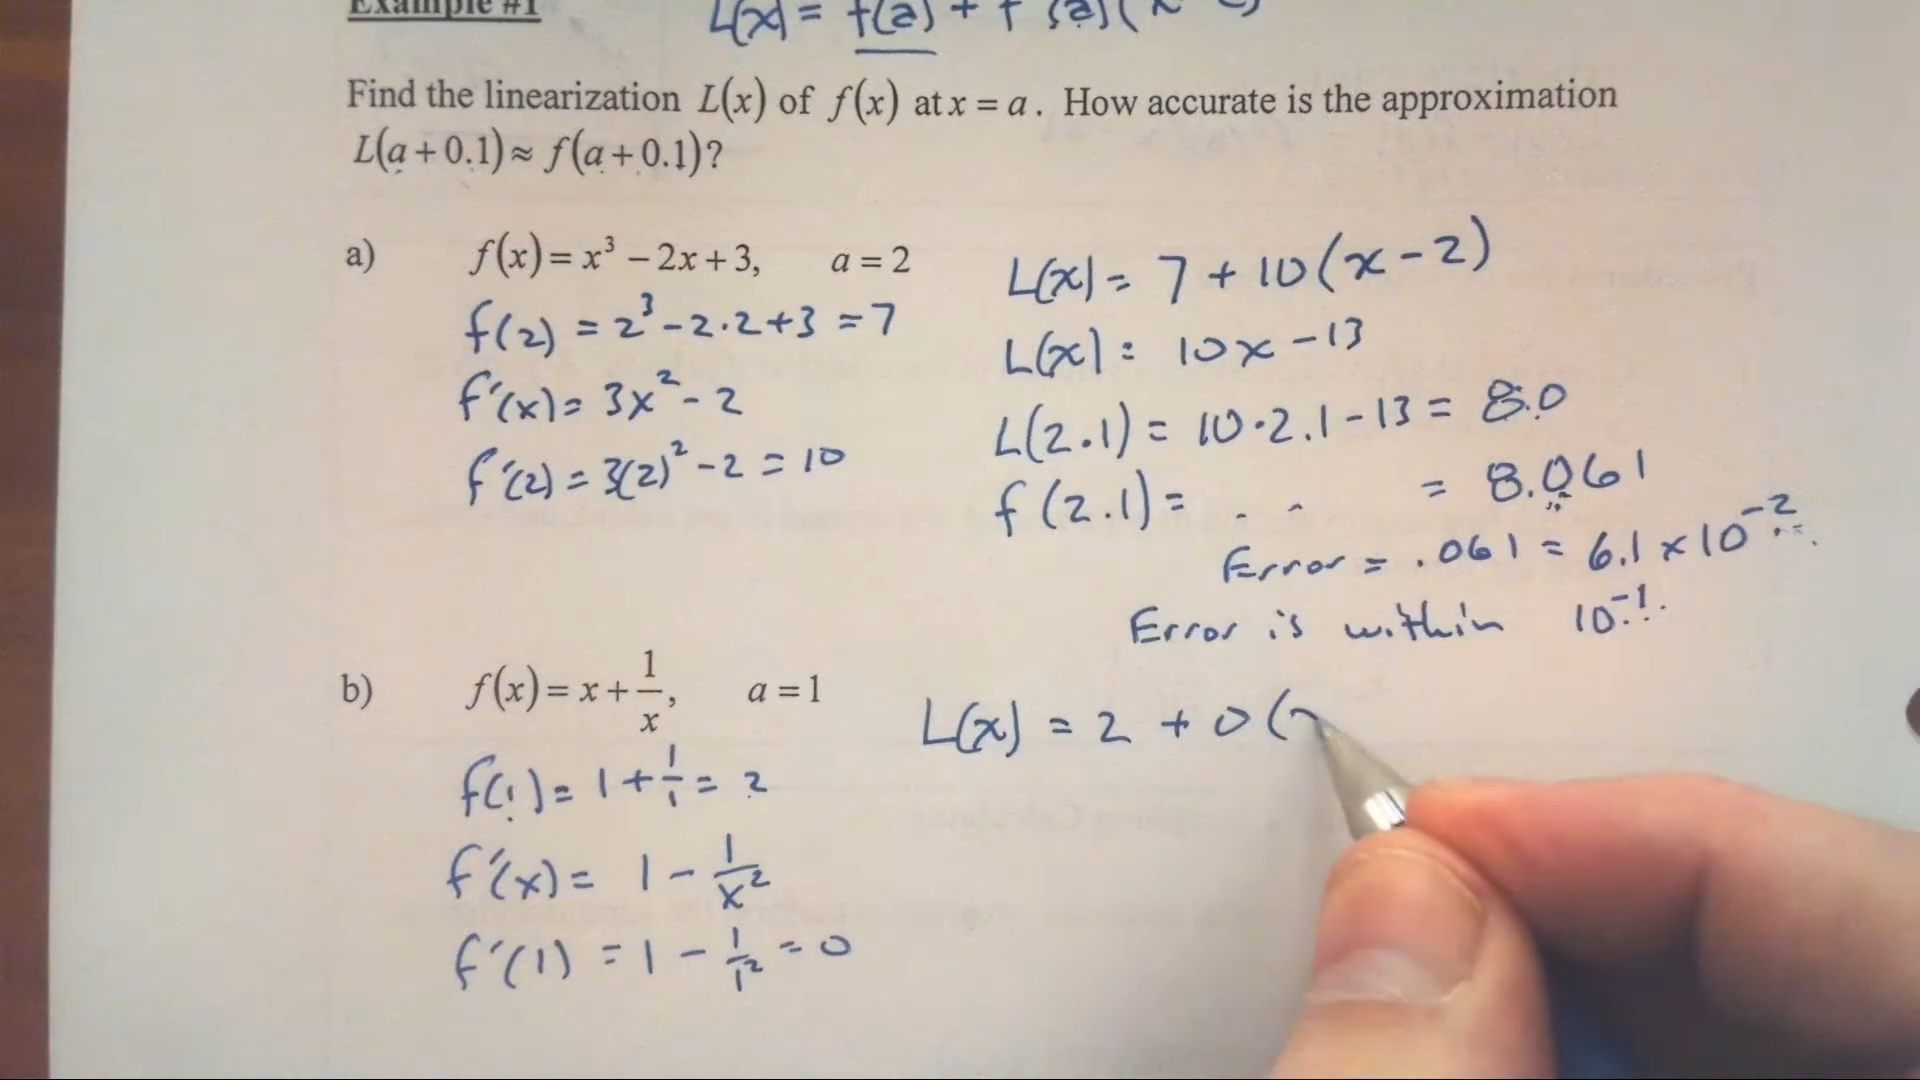 Example #1
L(x) = f(a) + f'(a)(x
Find the linearization L(x) of f(x) at x = a. How accurate is the approximation
L(a + 0.1) ≈ f(a + 0.1)?
a) f(x) = x³ − 2x + 3, a = 2
f(2) = 2³ − 2·2 + 3 = 7
f'(x) = 3x² − 2
f'(2) = 3(2)² − 2 = 10
L(x) = 7 + 10(x − 2)
L(x) = 10x − 13
L(2.1) = 10·2.1 − 13 = 8.0
f(2.1) = . . = 8.061
Error = .061 = 6.1 × 10⁻²
Error is within 10⁻¹.
b) f(x) = x + 1/x, a = 1
f(1) = 1 + 1/1 = 2
f'(x) = 1 − 1/x²
f'(1) = 1 − 1/1² = 0
L(x) = 2 + 0(